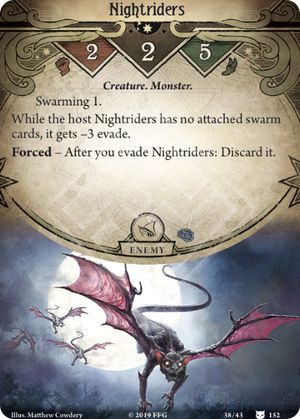 Nightriders
2 2 5
Creature. Monster.
Swarming 1.
While the host Nightriders has no attached swarm
cards, it gets –3 evade.
Forced – After you evade Nightriders: Discard it.
ENEMY
Illus. Matthew Cowdery © 2019 FFG 38/43 152